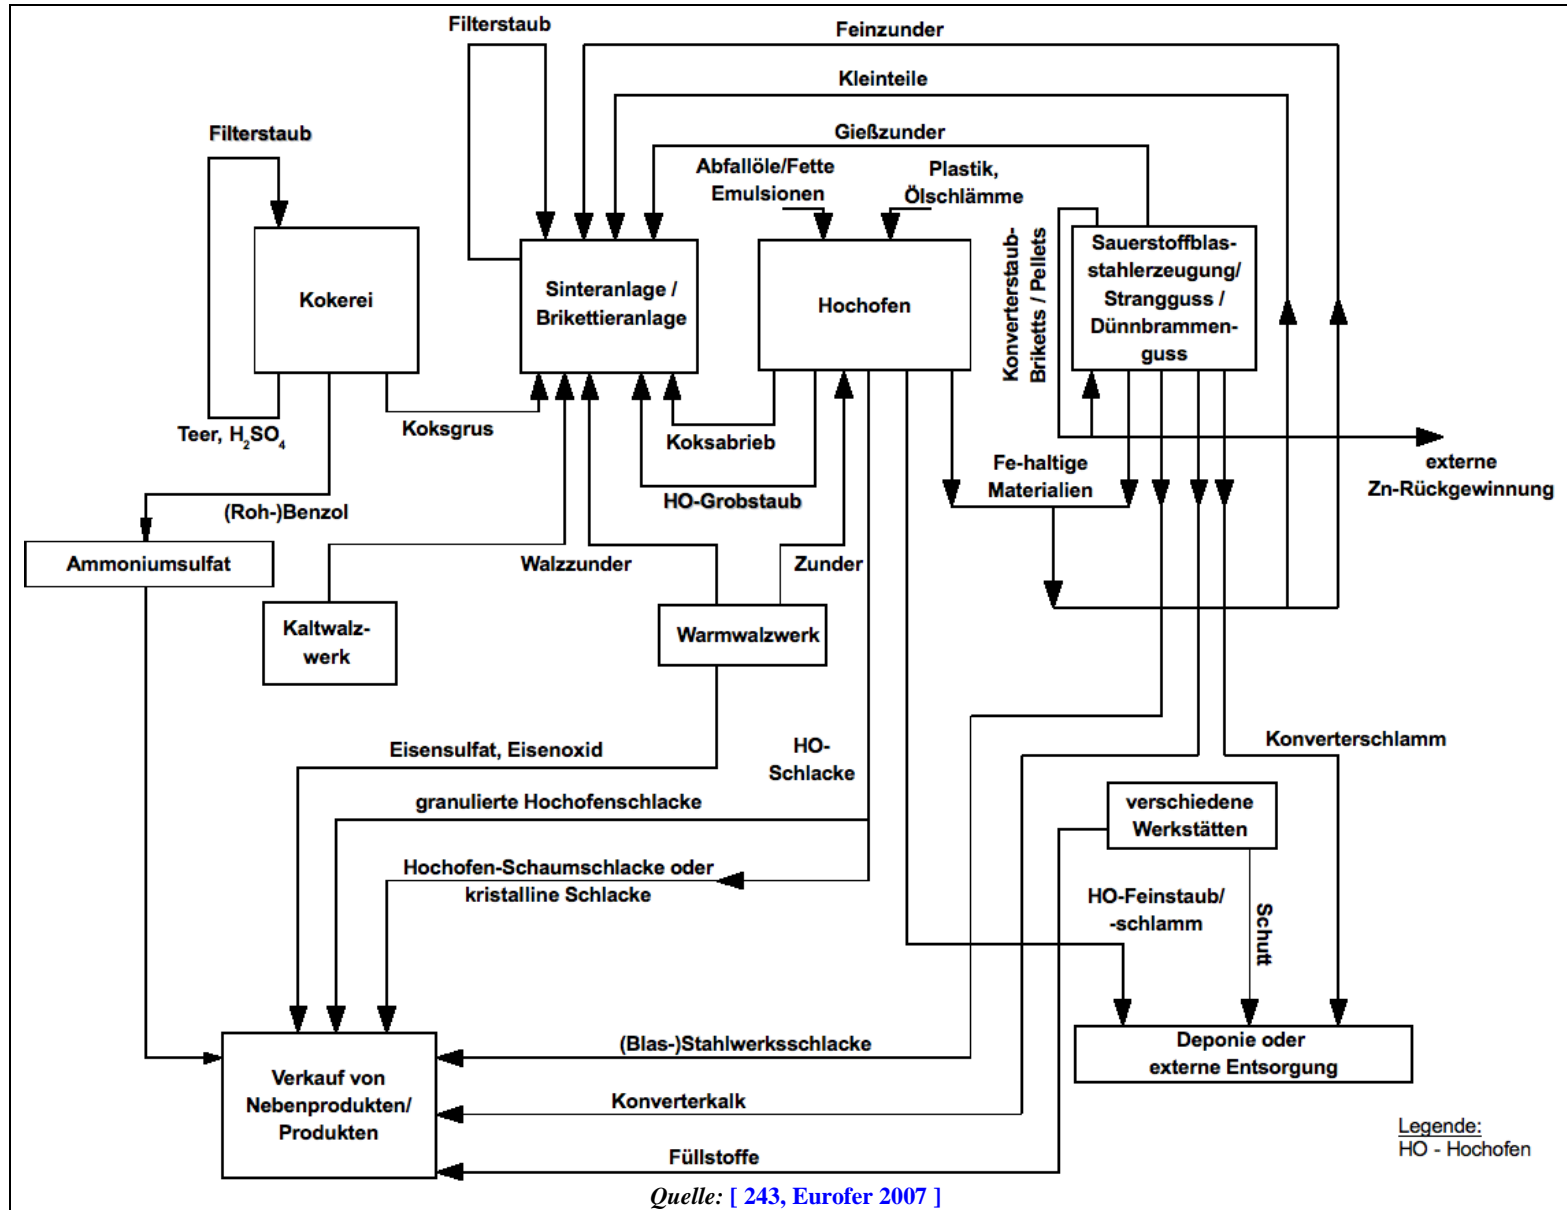 Filterstaub
Feinzunder
Kleinteile
Filterstaub
Gießzunder
Abfallöle/Fette
Emulsionen
Plastik,
Ölschlämme
Konverterstaub-
Briketts / Pellets
Sauerstoffblas-
stahlerzeugung/
Strangguss /
Dünnbrammen-
guss
Kokerei
Sinteranlage /
Brikettieranlage
Hochofen
Teer, H2SO4
Koksgrus
Koksabrieb
Fe-haltige
Materialien
externe
Zn-Rückgewinnung
HO-Grobstaub
(Roh-)Benzol
Ammoniumsulfat
Walzzunder
Zunder
Kaltwalz-
werk
Warmwalzwerk
Eisensulfat, Eisenoxid
HO-
Schlacke
Konverterschlamm
granulierte Hochofenschlacke
verschiedene
Werkstätten
Hochofen-Schaumschlacke oder
kristalline Schlacke
HO-Feinstaub/
-schlamm
Schutt
(Blas-)Stahlwerksschlacke
Deponie oder
externe Entsorgung
Verkauf von
Nebenprodukten/
Produkten
Konverterkalk
Füllstoffe
Legende:
HO - Hochofen
Quelle: [ 243, Eurofer 2007 ]